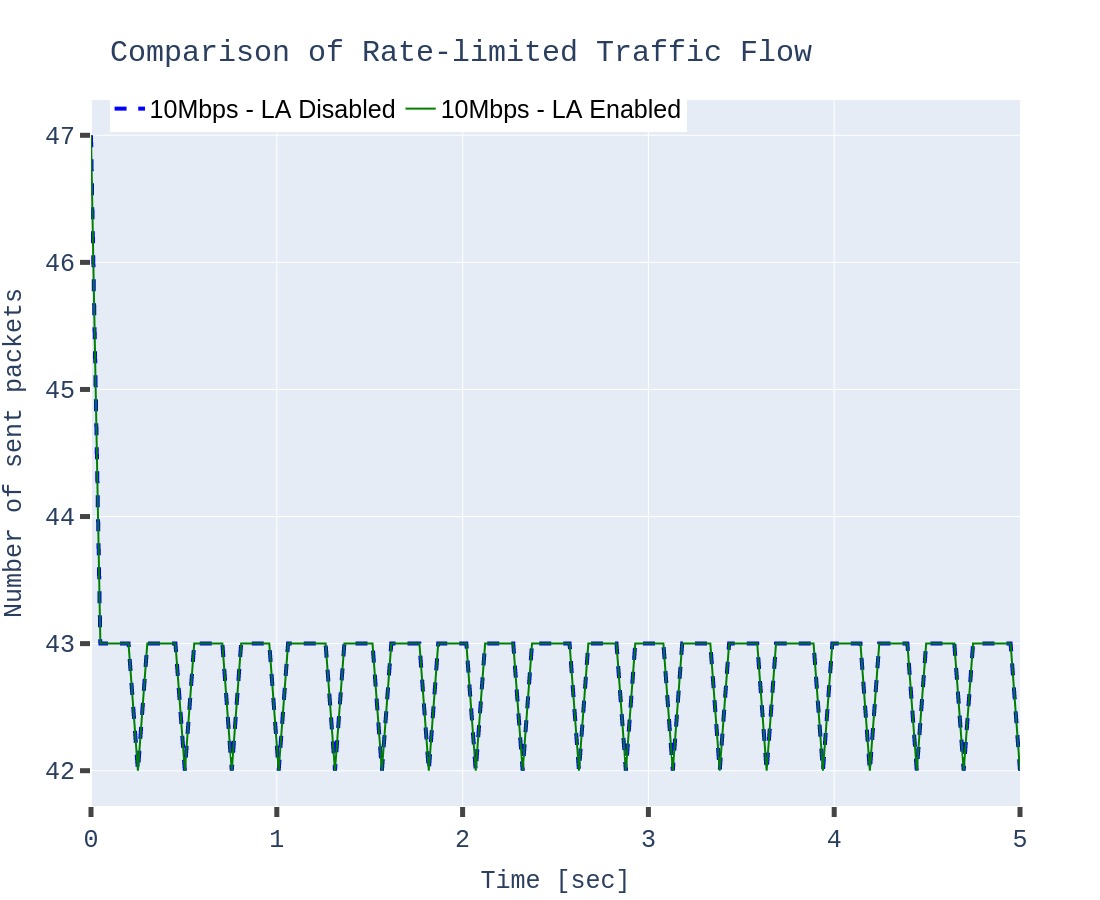 Comparison of Rate-limited Traffic Flow
10Mbps - LA Disabled 10Mbps - LA Enabled
Number of sent packets
47
46
45
44
43
42
0 1 2 3 4 5
Time [sec]